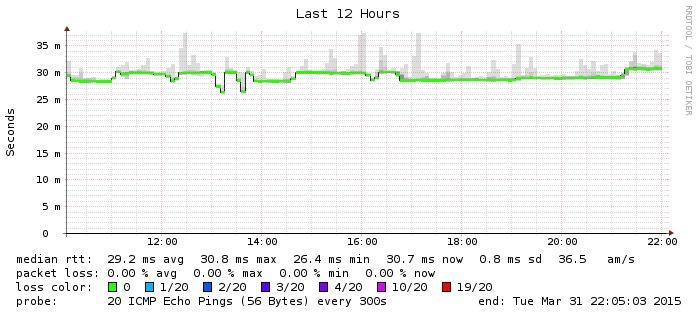 Last 12 Hours
RRDTOOL / TOBI OETIKER
Seconds
35 m
30 m
25 m
20 m
15 m
10 m
5 m
0
12:00 14:00 16:00 18:00 20:00 22:00
median rtt: 29.2 ms avg 30.8 ms max 26.4 ms min 30.7 ms now 0.8 ms sd 36.5 am/s
packet loss: 0.00 % avg 0.00 % max 0.00 % min 0.00 % now
loss color: 0 1/20 2/20 3/20 4/20 10/20 19/20
probe: 20 ICMP Echo Pings (56 Bytes) every 300s end: Tue Mar 31 22:05:03 2015